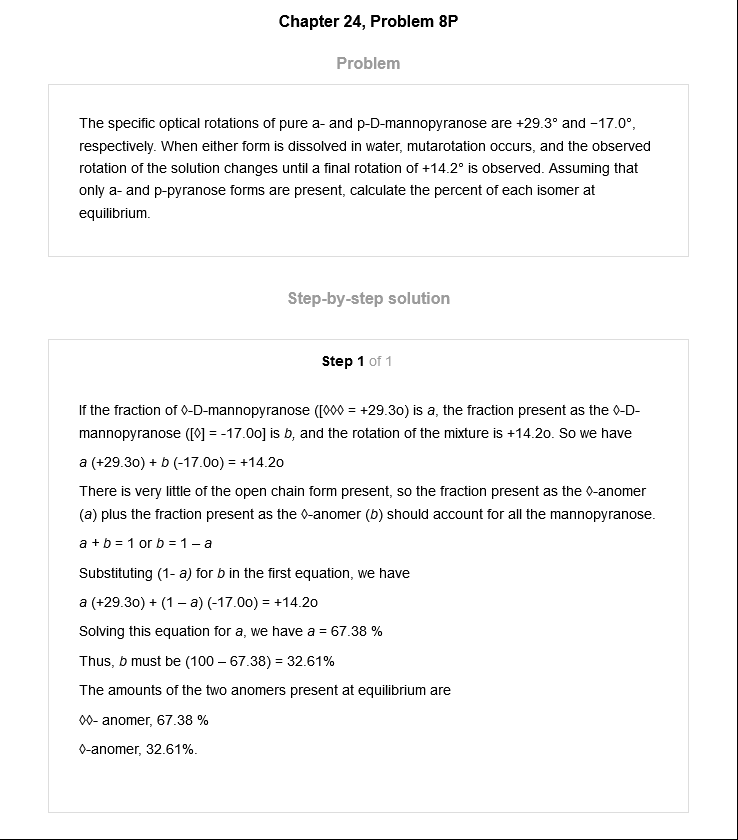 Chapter 24, Problem 8P
Problem
The specific optical rotations of pure a- and p-D-mannopyranose are +29.3° and −17.0°,
respectively. When either form is dissolved in water, mutarotation occurs, and the observed
rotation of the solution changes until a final rotation of +14.2° is observed. Assuming that
only a- and p-pyranose forms are present, calculate the percent of each isomer at
equilibrium.
Step-by-step solution
Step 1 of 1
If the fraction of ◊-D-mannopyranose ([◊◊◊ = +29.3o) is a, the fraction present as the ◊-D-
mannopyranose ([◊] = -17.0o] is b, and the rotation of the mixture is +14.2o. So we have
a (+29.3o) + b (-17.0o) = +14.2o
There is very little of the open chain form present, so the fraction present as the ◊-anomer
(a) plus the fraction present as the ◊-anomer (b) should account for all the mannopyranose.
a + b = 1 or b = 1 – a
Substituting (1- a) for b in the first equation, we have
a (+29.3o) + (1 – a) (-17.0o) = +14.2o
Solving this equation for a, we have a = 67.38 %
Thus, b must be (100 – 67.38) = 32.61%
The amounts of the two anomers present at equilibrium are
◊◊- anomer, 67.38 %
◊-anomer, 32.61%.